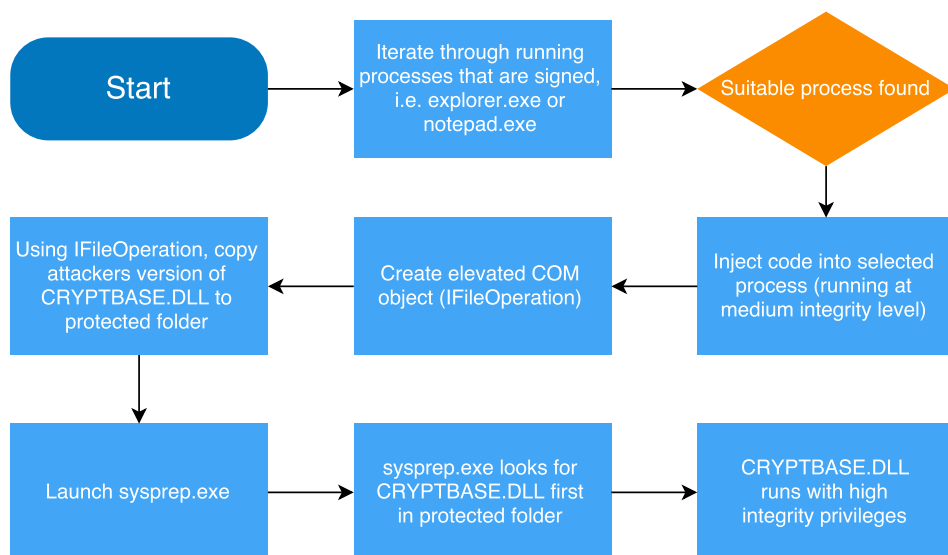 Start
Iterate through running
processes that are signed,
i.e. explorer.exe or
notepad.exe
Suitable process found
Inject code into selected
process (running at
medium integrity level)
Create elevated COM
object (IFileOperation)
Using IFileOperation, copy
attackers version of
CRYPTBASE.DLL to
protected folder
Launch sysprep.exe
sysprep.exe looks for
CRYPTBASE.DLL first
in protected folder
CRYPTBASE.DLL
runs with high
integrity privileges